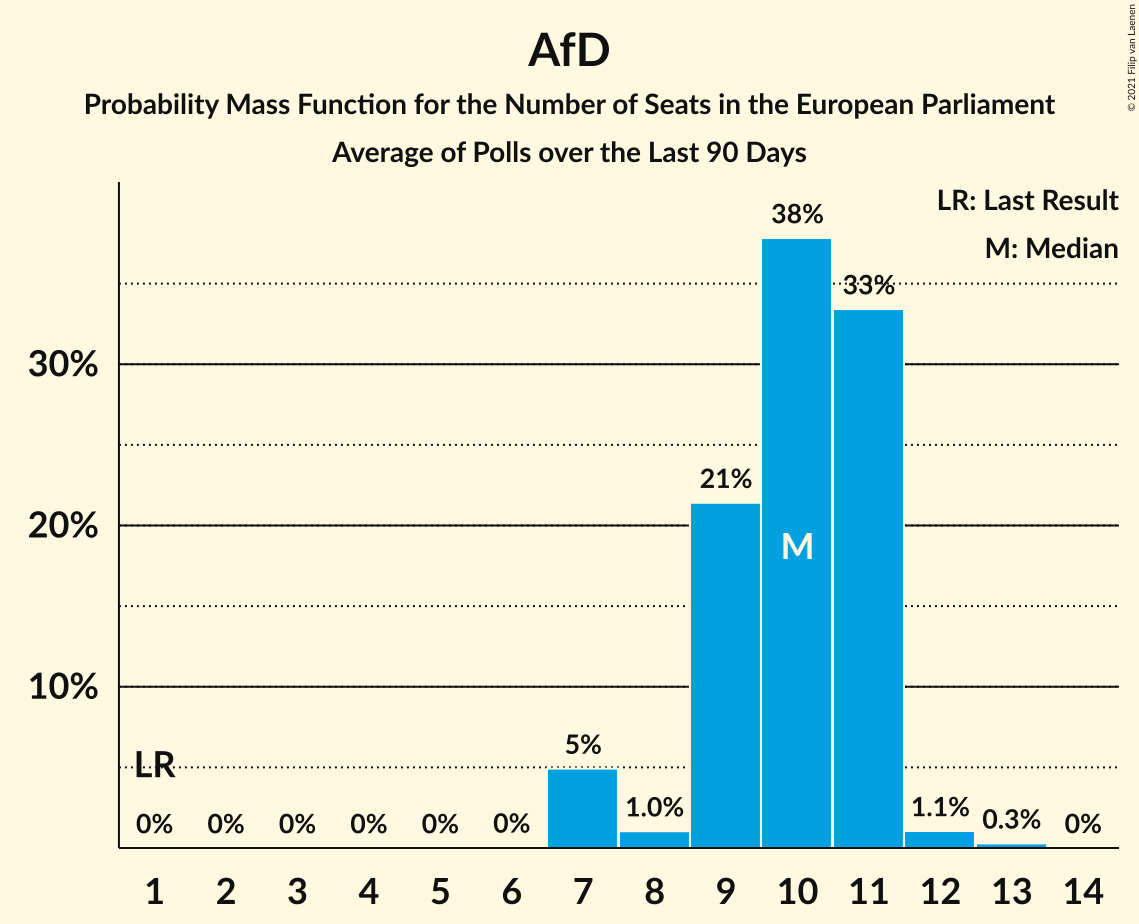 AfD
Probability Mass Function for the Number of Seats in the European Parliament
Average of Polls over the Last 90 Days
© 2021 Filip van Laenen
LR: Last Result
M: Median
38%
33%
30%
21%
20%
M
10%
5%
LR
1.0%
1.1%
0.3%
0% 0% 0% 0% 0% 0% 0%
1 2 3 4 5 6 7 8 9 10 11 12 13 14